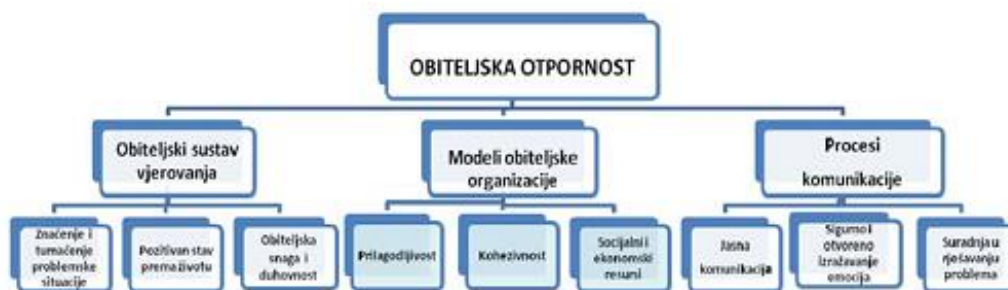 OBITELJSKA OTPORNOST
Obiteljski sustav
vjerovanja
Modeli obiteljske
organizacije
Procesi
komunikacije
Značenje i
tumačenje
problemske
situacije
Pozitivan stav
prema životu
Obiteljska
snaga i
duhovnost
Prilagodljivost
Kohezivnost
Socijalni i
ekonomski
resursi
Jasna
komunikacija
Sigurno i
otvoreno
izražavanje
emocija
Suradnja u
rješavanju
problema